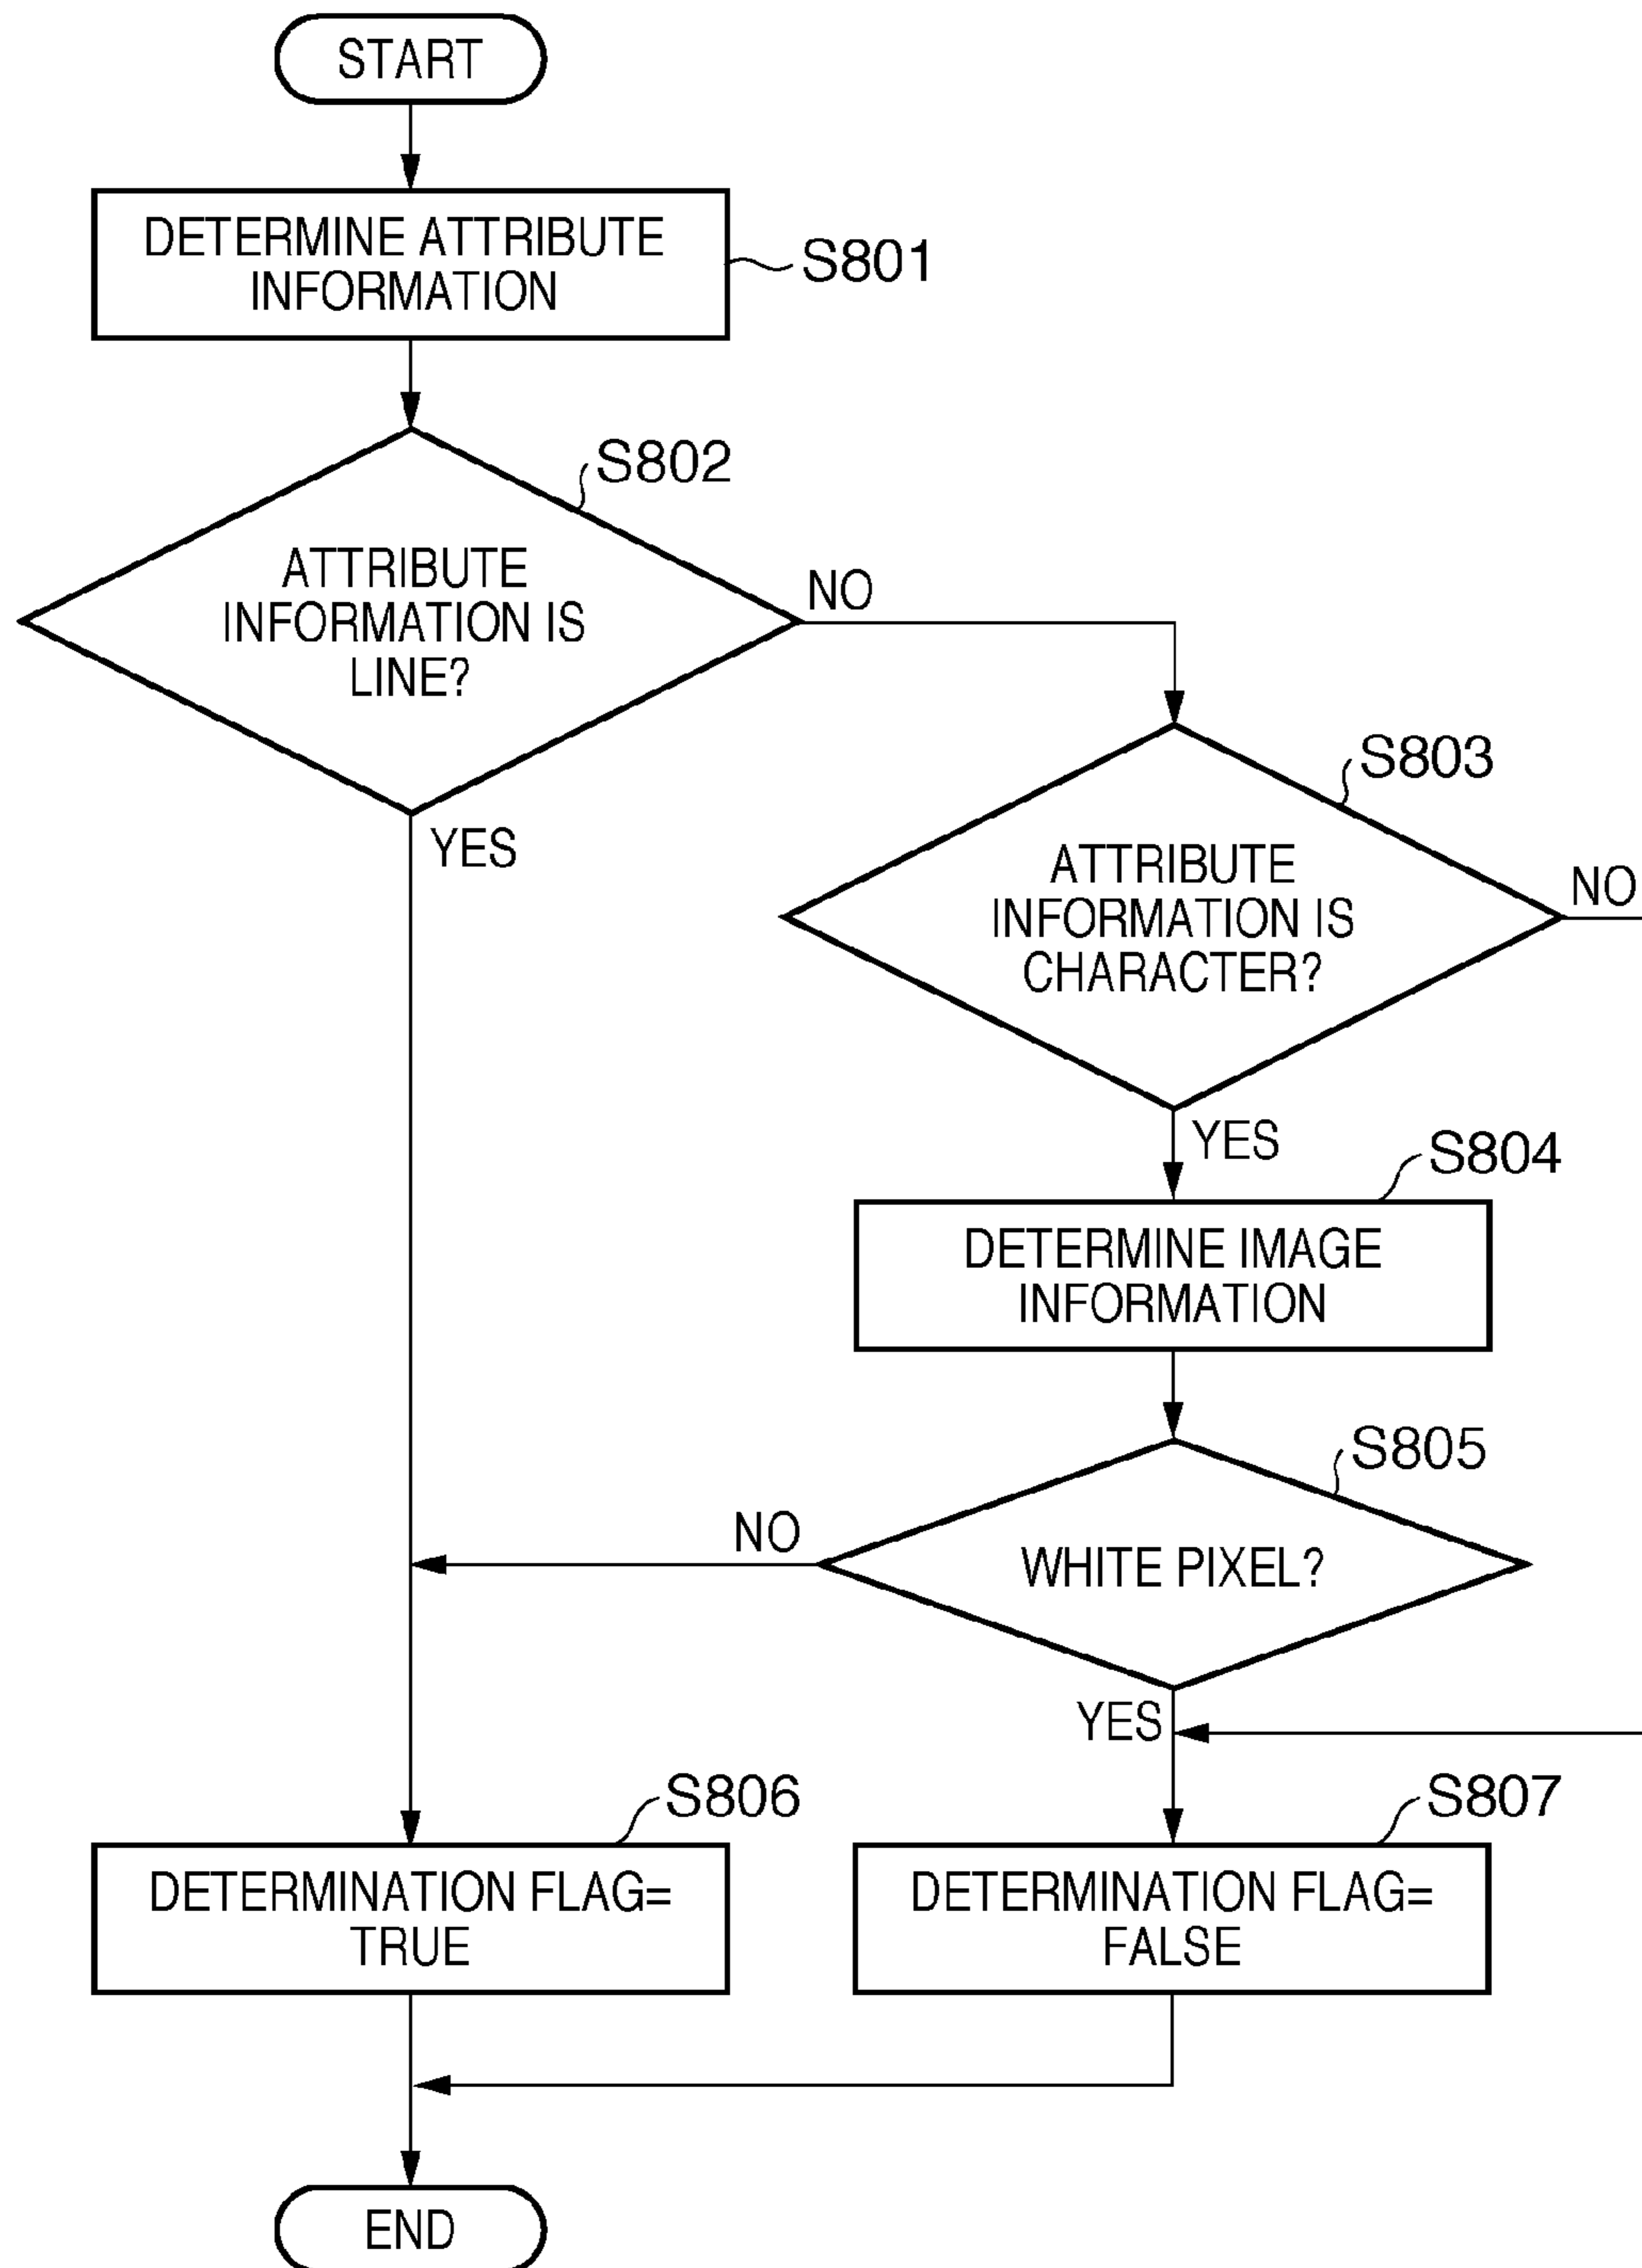 START
DETERMINE ATTRIBUTE
INFORMATION
S801
S802
ATTRIBUTE
INFORMATION IS
LINE?
NO
YES
S803
ATTRIBUTE
INFORMATION IS
CHARACTER?
NO
YES
S804
DETERMINE IMAGE
INFORMATION
S805
WHITE PIXEL?
NO
YES
S806
DETERMINATION FLAG=
TRUE
S807
DETERMINATION FLAG=
FALSE
END